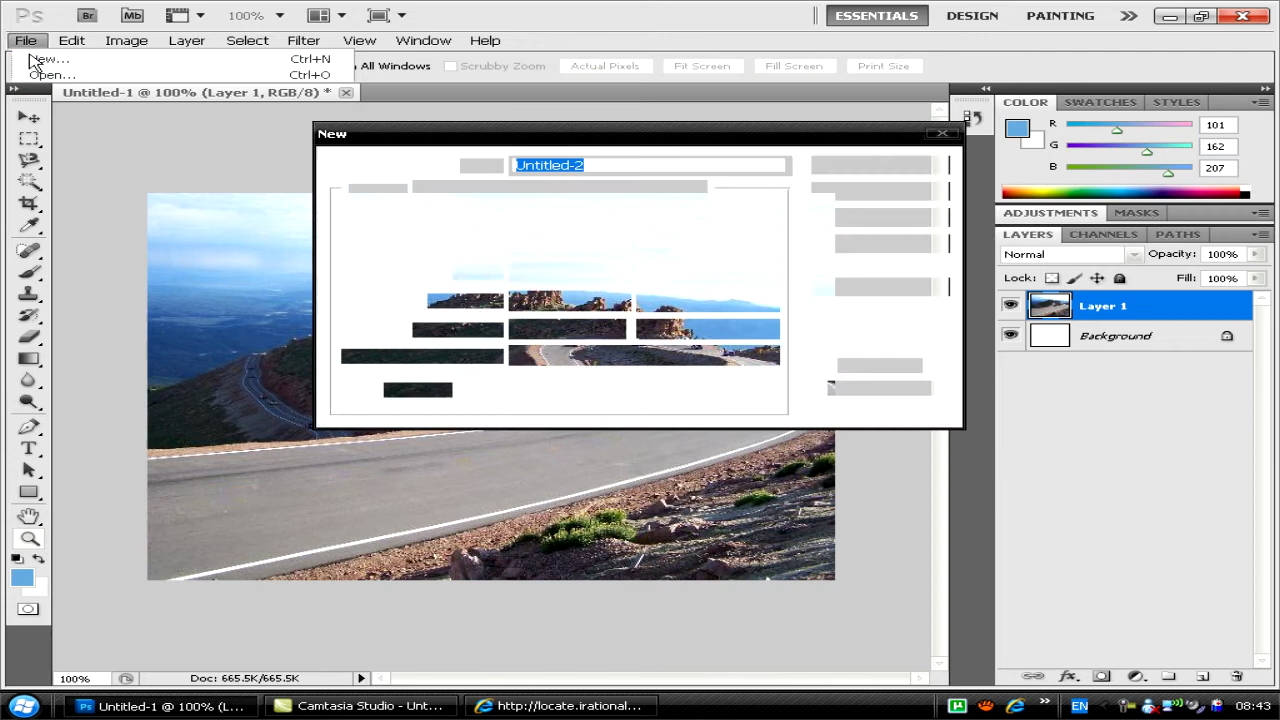 Ps Br Mb 100% ESSENTIALS DESIGN PAINTING
File Edit Image Layer Select Filter View Window Help
New... Ctrl+N
Open... Ctrl+O
All Windows Scrubby Zoom Actual Pixels Fit Screen Fill Screen Print Size
Untitled-1 @ 100% (Layer 1, RGB/8) *
New
Untitled-2
COLOR SWATCHES STYLES
R 101
G 162
B 207
ADJUSTMENTS MASKS
LAYERS CHANNELS PATHS
Normal Opacity: 100%
Lock: Fill: 100%
Layer 1
Background
100% Doc: 665.5K/665.5K
Ps Untitled-1 @ 100% (L... Camtasia Studio - Unt... http://locate.irational... EN 08:43